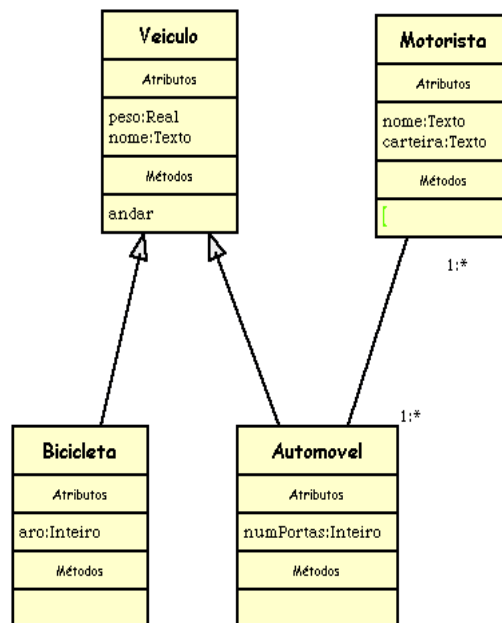 Veiculo
Atributos
peso:Real
nome:Texto
Métodos
andar
Motorista
Atributos
nome:Texto
carteira:Texto
Métodos
[
1:*
1:*
Bicicleta
Atributos
aro:Inteiro
Métodos
Automovel
Atributos
numPortas:Inteiro
Métodos